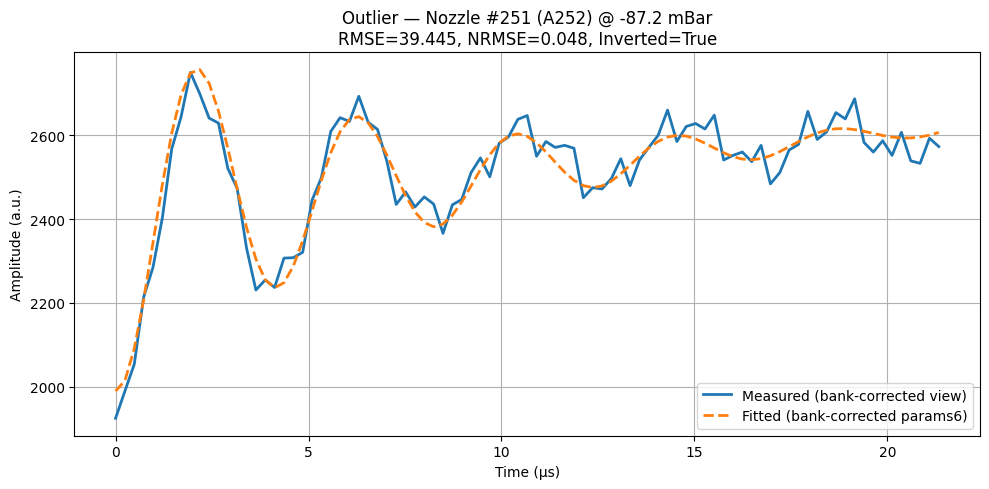 Outlier — Nozzle #251 (A252) @ -87.2 mBar
RMSE=39.445, NRMSE=0.048, Inverted=True
Amplitude (a.u.)
2600
2400
2200
2000
Measured (bank-corrected view)
Fitted (bank-corrected params6)
0
5
10
15
20
Time (µs)